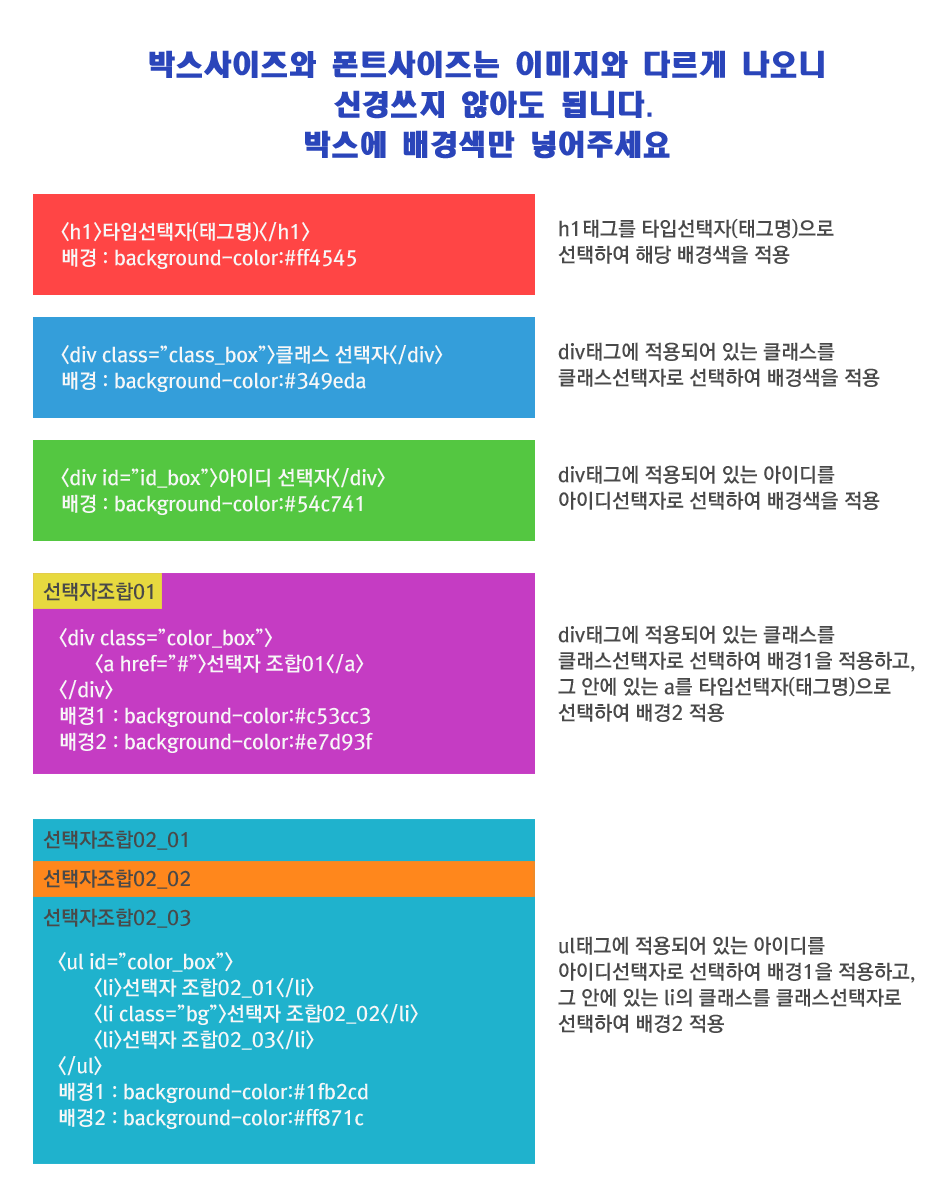 박스사이즈와 폰트사이즈는 이미지와 다르게 나오니
신경쓰지 않아도 됩니다.
박스에 배경색만 넣어주세요
<h1>타입선택자(태그명)</h1>
배경 : background-color:#ff4545
h1태그를 타입선택자(태그명)으로
선택하여 해당 배경색을 적용
<div class=”class_box”>클래스 선택자</div>
배경 : background-color:#349eda
div태그에 적용되어 있는 클래스를
클래스선택자로 선택하여 배경색을 적용
<div id=”id_box”>아이디 선택자</div>
배경 : background-color:#54c741
div태그에 적용되어 있는 아이디를
아이디선택자로 선택하여 배경색을 적용
선택자조합01
<div class=”color_box”>
<a href=”#”>선택자 조합01</a>
</div>
배경1 : background-color:#c53cc3
배경2 : background-color:#e7d93f
div태그에 적용되어 있는 클래스를
클래스선택자로 선택하여 배경1을 적용하고,
그 안에 있는 a를 타입선택자(태그명)으로
선택하여 배경2 적용
선택자조합02_01
선택자조합02_02
선택자조합02_03
<ul id=”color_box”>
<li>선택자 조합02_01</li>
<li class=”bg”>선택자 조합02_02</li>
<li>선택자 조합02_03</li>
</ul>
배경1 : background-color:#1fb2cd
배경2 : background-color:#ff871c
ul태그에 적용되어 있는 아이디를
아이디선택자로 선택하여 배경1을 적용하고,
그 안에 있는 li의 클래스를 클래스선택자로
선택하여 배경2 적용